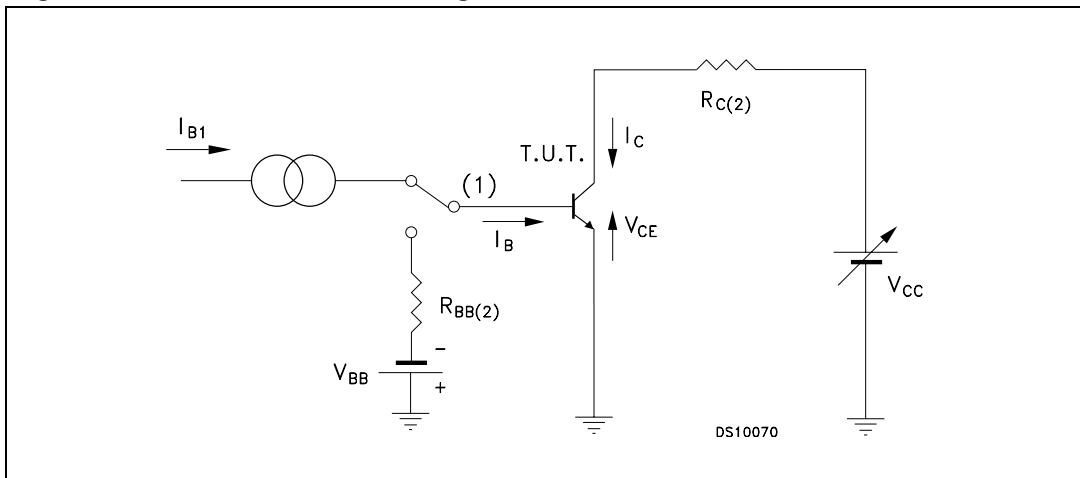 I_B1
R_C(2)
I_C
T.U.T.
(1)
V_CE
I_B
R_BB(2)
V_CC
−
V_BB
+
DS10070